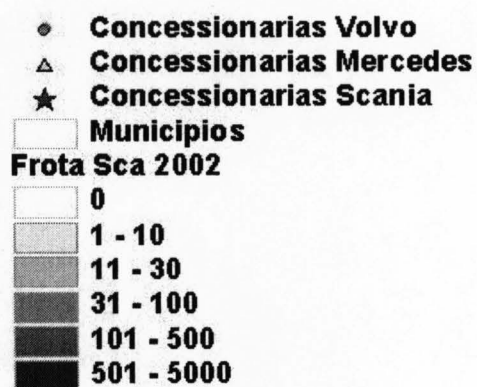 Concessionarias Volvo
Concessionarias Mercedes
Concessionarias Scania
Municipios
Frota Sca 2002
0
1 - 10
11 - 30
31 - 100
101 - 500
501 - 5000